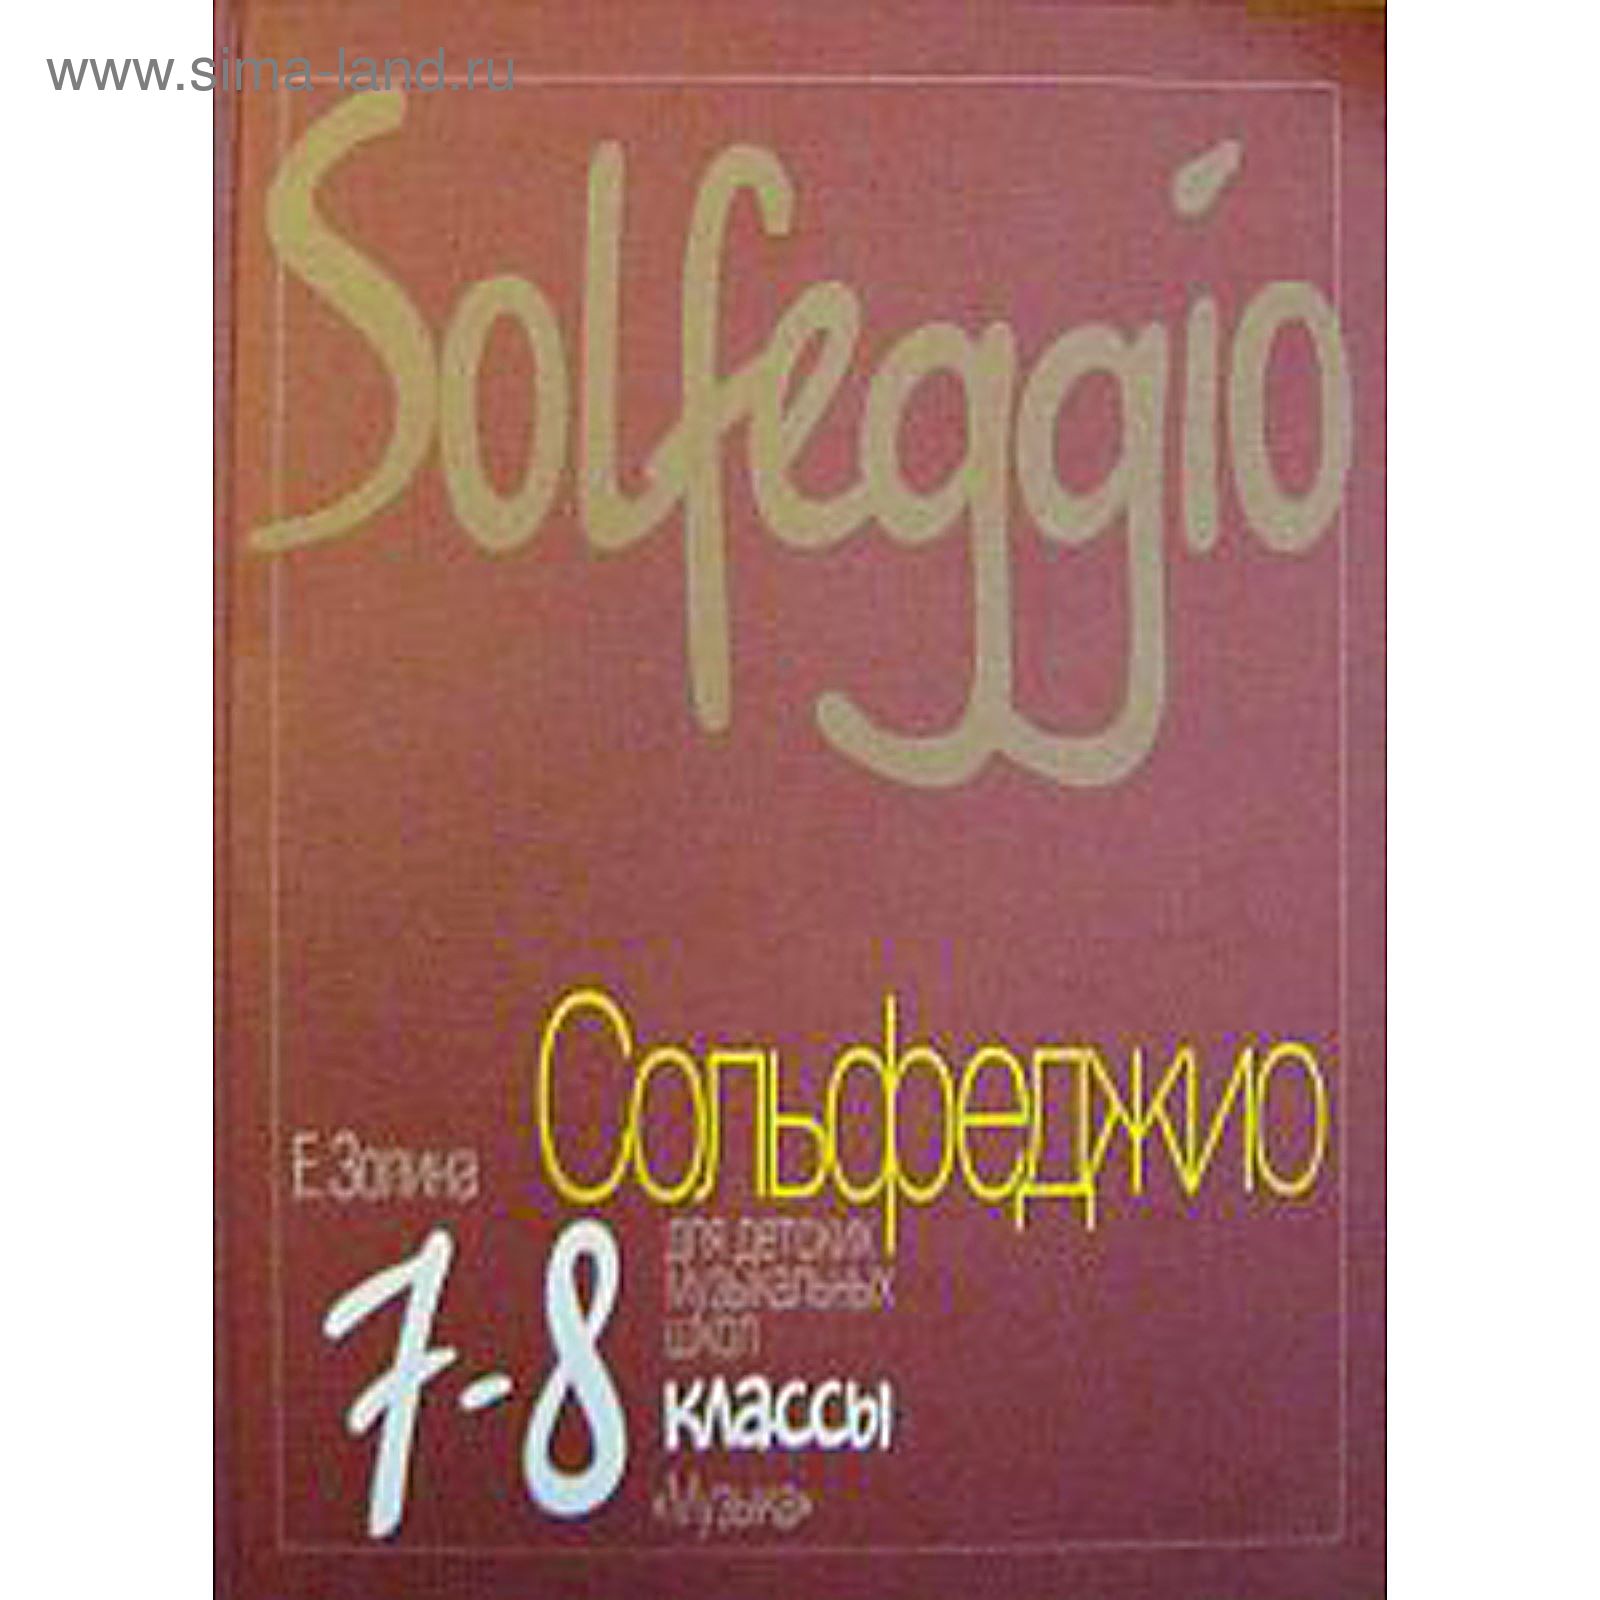 www.sima-land.ru
Solfeggio
Сольфеджио
Е. Золина
7-8
для детских
музыкальных
школ
классы
«Музыка»